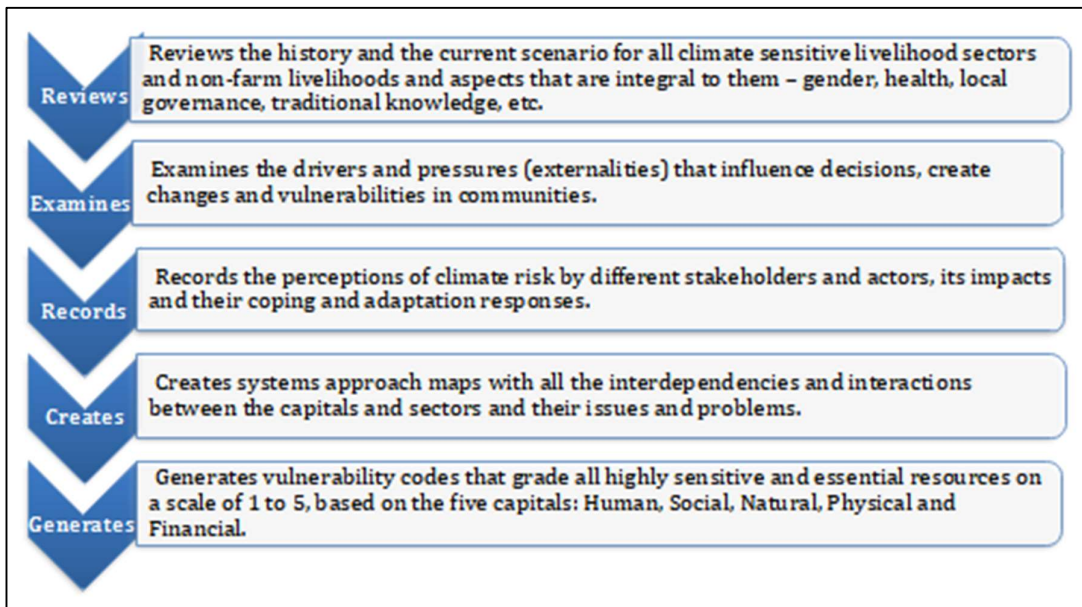 Reviews
Reviews the history and the current scenario for all climate sensitive livelihood sectors
and non-farm livelihoods and aspects that are integral to them – gender, health, local
governance, traditional knowledge, etc.
Examines
Examines the drivers and pressures (externalities) that influence decisions, create
changes and vulnerabilities in communities.
Records
Records the perceptions of climate risk by different stakeholders and actors, its impacts
and their coping and adaptation responses.
Creates
Creates systems approach maps with all the interdependencies and interactions
between the capitals and sectors and their issues and problems.
Generates
Generates vulnerability codes that grade all highly sensitive and essential resources on
a scale of 1 to 5, based on the five capitals: Human, Social, Natural, Physical and
Financial.